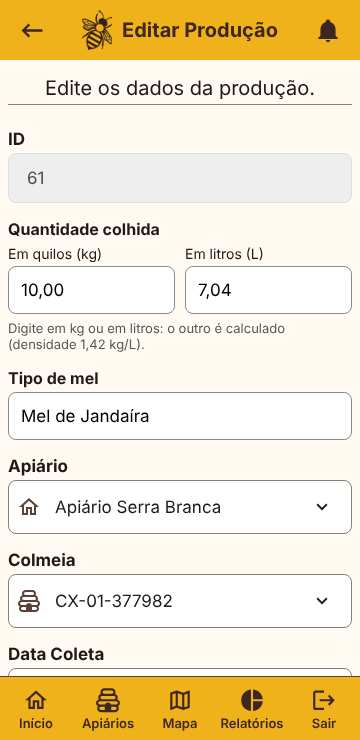 Editar Produção
Edite os dados da produção.
ID
61
Quantidade colhida
Em quilos (kg)
Em litros (L)
10,00
7,04
Digite em kg ou em litros: o outro é calculado
(densidade 1,42 kg/L).
Tipo de mel
Mel de Jandaíra
Apiário
Apiário Serra Branca
Colmeia
CX-01-377982
Data Coleta
Início
Apiários
Mapa
Relatórios
Sair